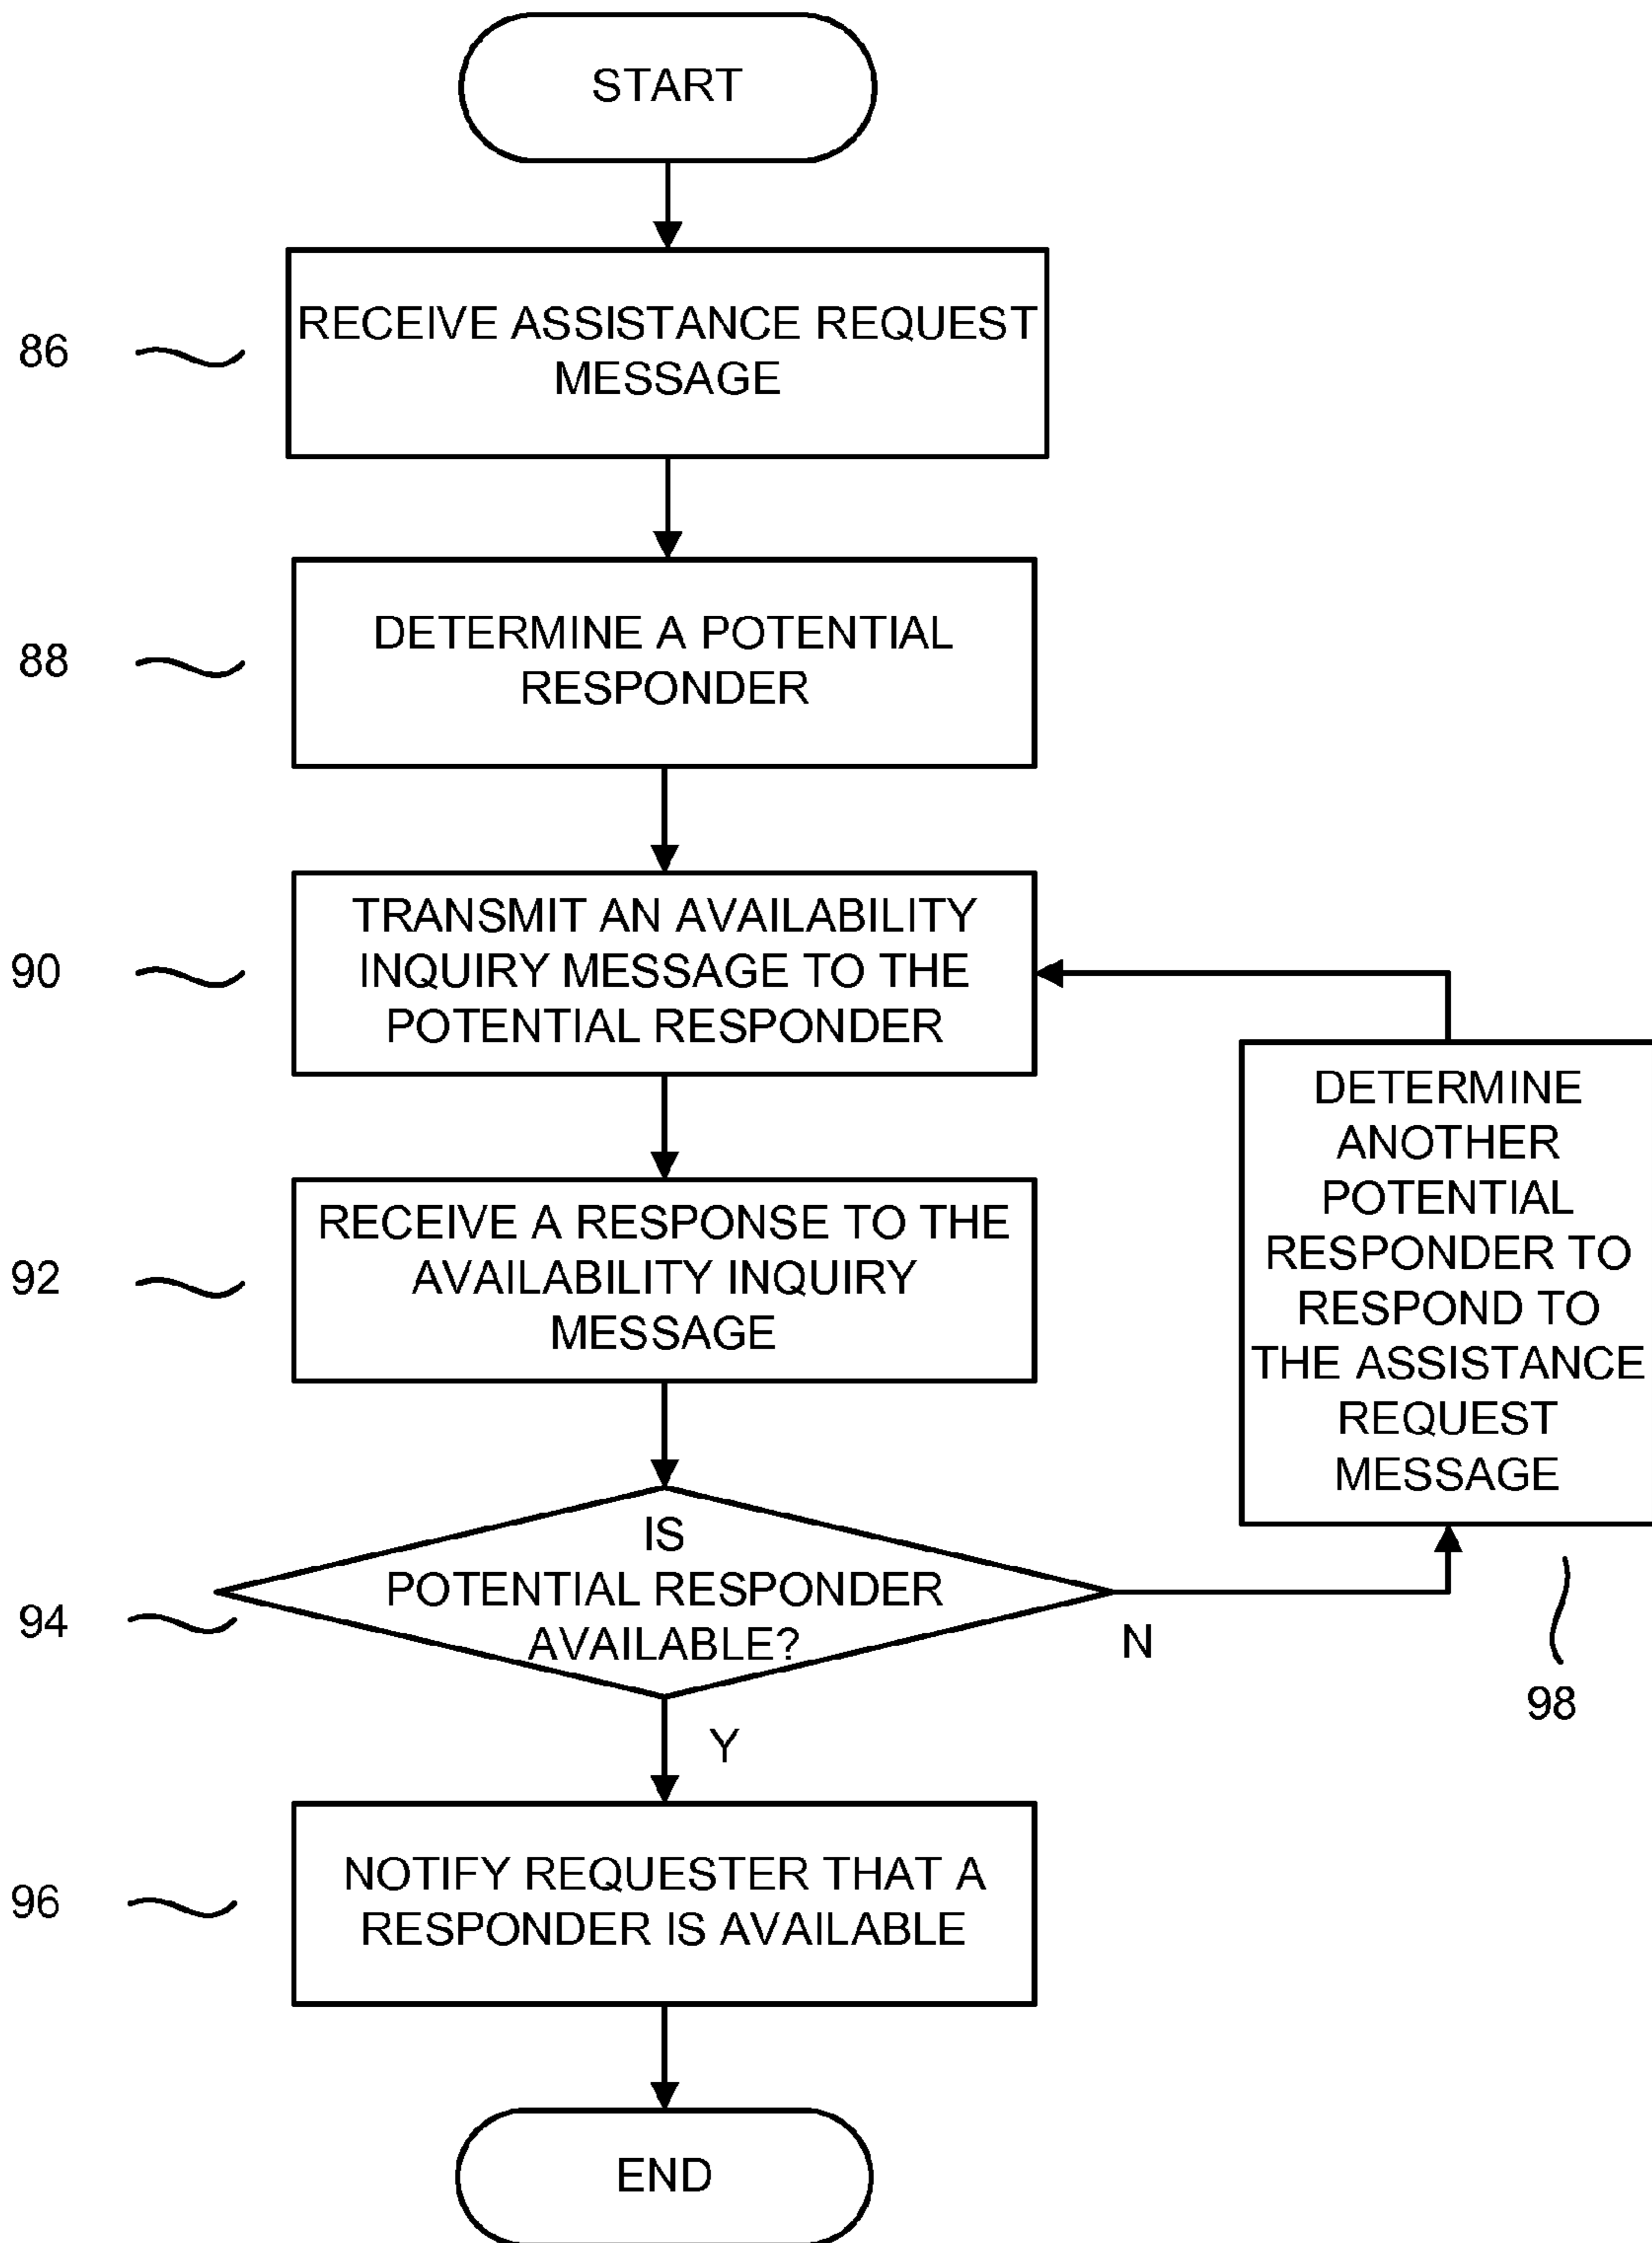 START
86
RECEIVE ASSISTANCE REQUEST
MESSAGE
88
DETERMINE A POTENTIAL
RESPONDER
90
TRANSMIT AN AVAILABILITY
INQUIRY MESSAGE TO THE
POTENTIAL RESPONDER
92
RECEIVE A RESPONSE TO THE
AVAILABILITY INQUIRY
MESSAGE
94
IS
POTENTIAL RESPONDER
AVAILABLE?
N
Y
DETERMINE
ANOTHER
POTENTIAL
RESPONDER TO
RESPOND TO
THE ASSISTANCE
REQUEST
MESSAGE
98
96
NOTIFY REQUESTER THAT A
RESPONDER IS AVAILABLE
END